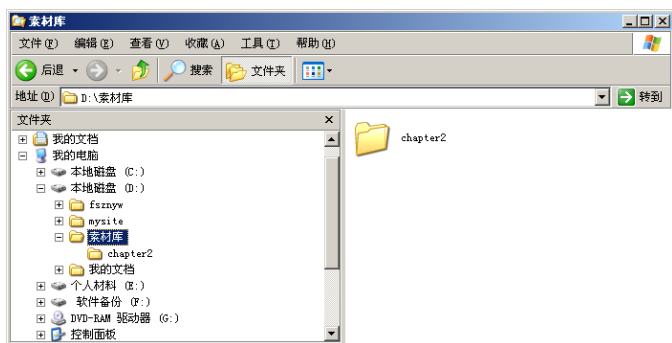 素材库
文件(F) 编辑(E) 查看(V) 收藏(A) 工具(T) 帮助(H)
后退 搜索 文件夹
地址(D) D:\素材库 转到
文件夹
我的文档
我的电脑
本地磁盘 (C:)
本地磁盘 (D:)
fsznyw
mysite
素材库
chapter2
我的文档
个人材料 (E:)
软件备份 (F:)
DVD-RAM 驱动器 (G:)
控制面板
chapter2